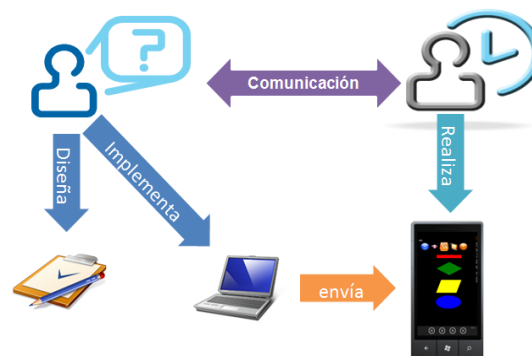 ?
Comunicación
Diseña
Implementa
Realiza
envía